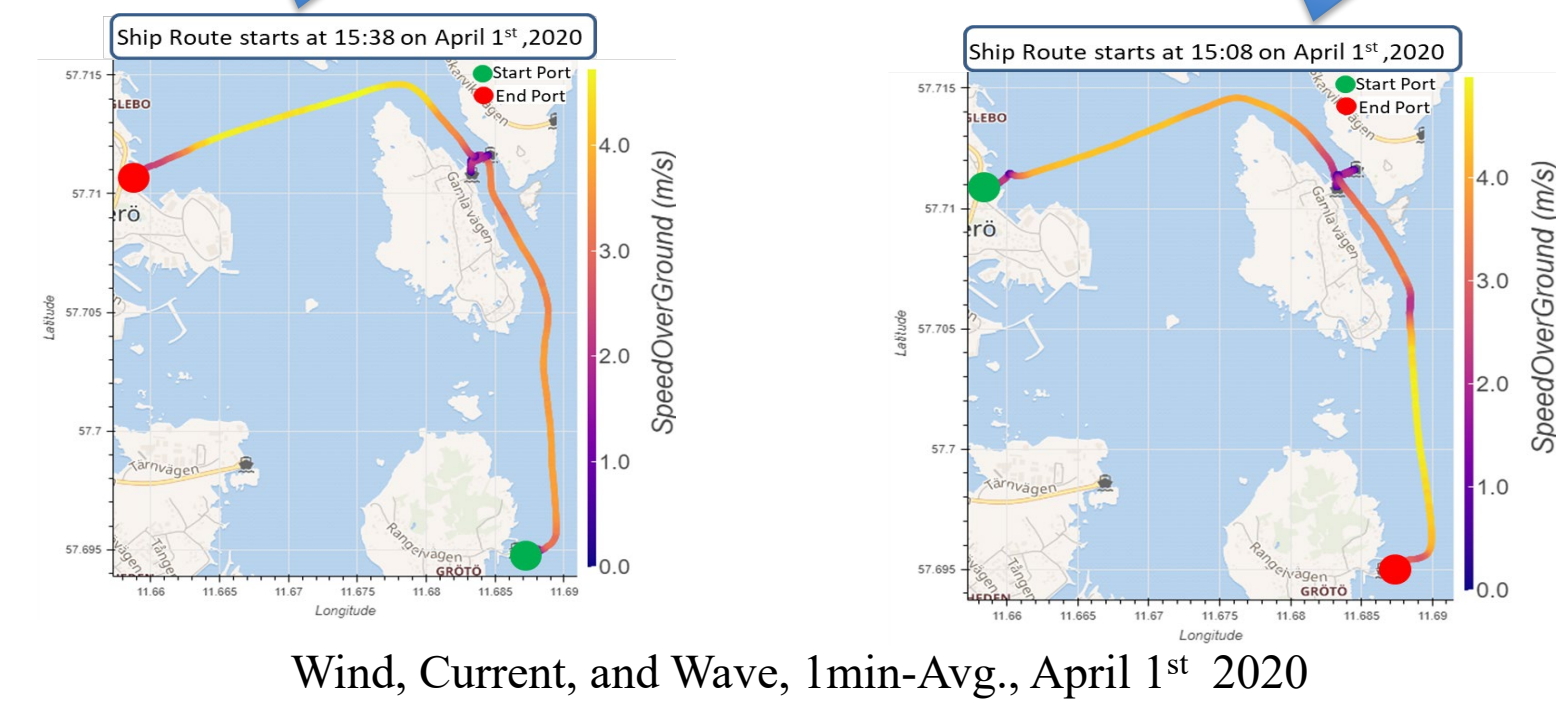 Ship Route starts at 15:38 on April 1st ,2020
Start Port
End Port
57.715
57.71
57.705
57.7
57.695
GLEBO
erö
Gamla vägen
Tärnvägen
Tången
Rangelvägen
GRÖTÖ
11.66 11.665 11.67 11.675 11.68 11.685 11.69
Latitude
Longitude
4.0
3.0
2.0
1.0
0.0
SpeedOverGround (m/s)
Ship Route starts at 15:08 on April 1st ,2020
Start Port
End Port
57.715
57.71
57.705
57.7
57.695
GLEBO
erö
Gamla vägen
Tärnvägen
vägen
Tången
HEDEN
Rangelvägen
GRÖTÖ
11.66 11.665 11.67 11.675 11.68 11.685 11.69
Latitude
Longitude
4.0
3.0
2.0
1.0
0.0
SpeedOverGround (m/s)
Wind, Current, and Wave, 1min-Avg., April 1st 2020